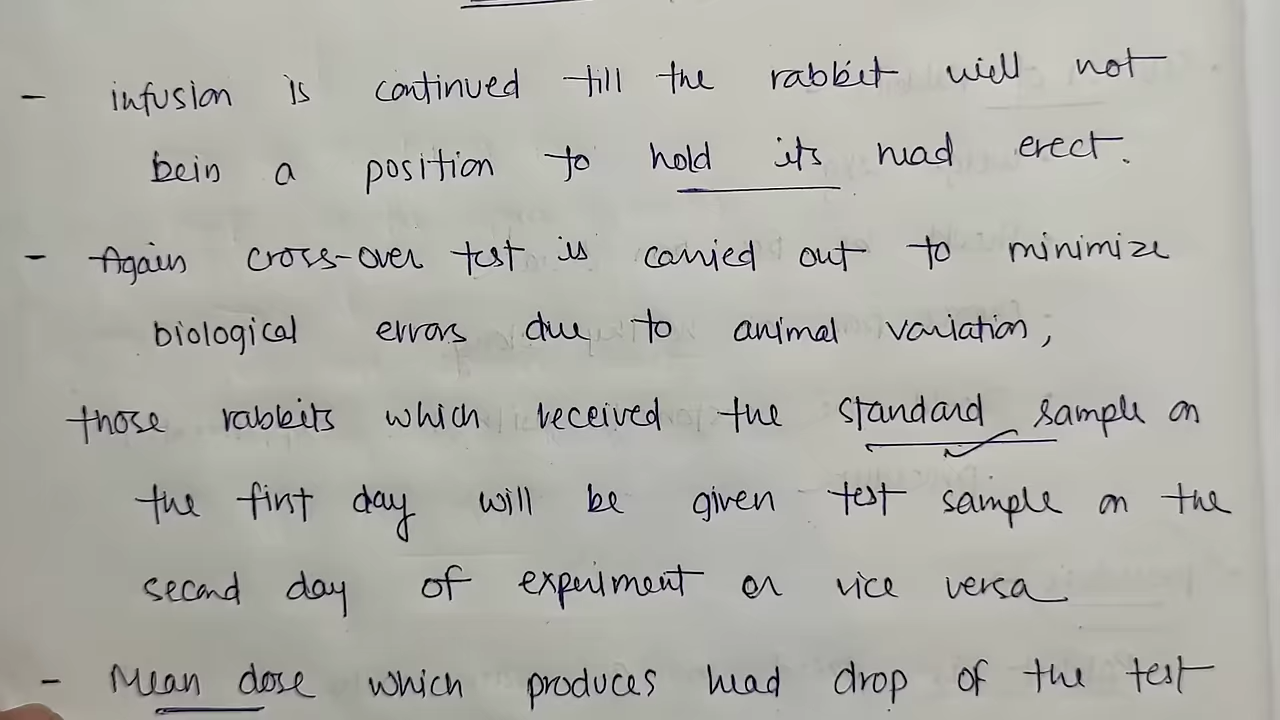 - infusion is continued till the rabbit will not
bein a position to hold its head erect.
- Again cross-over test is carried out to minimize
biological errors due to animal variation,
those rabbits which received the standard sample on
the first day will be given test sample on the
second day of experiment or vice versa
- Mean dose which produces head drop of the test